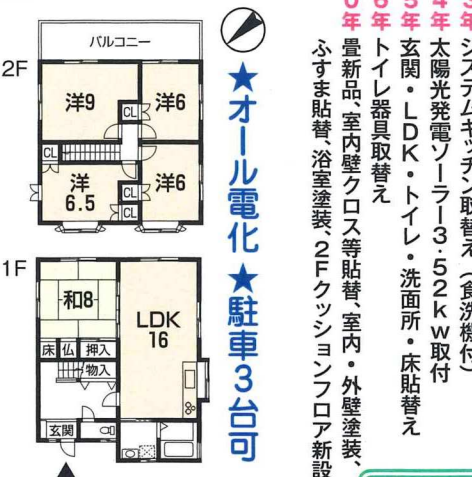 3年 システムキッチン取替え(食洗機付)
4年 太陽光発電ソーラー3.52kw取付
5年 玄関・LDK・トイレ・洗面所・床貼替え
6年 トイレ器具取替え
0年 畳新品、室内壁クロス等貼替、室内・外壁塗装、
ふすま貼替、浴室塗装、2Fクッションフロア新設
★オール電化 ★駐車3台可
2F
バルコニー
洋9
洋6
CL
CL
洋
6.5
CL
CL
洋6
1F
和8
LDK
16
床 仏 押入
物入
玄関